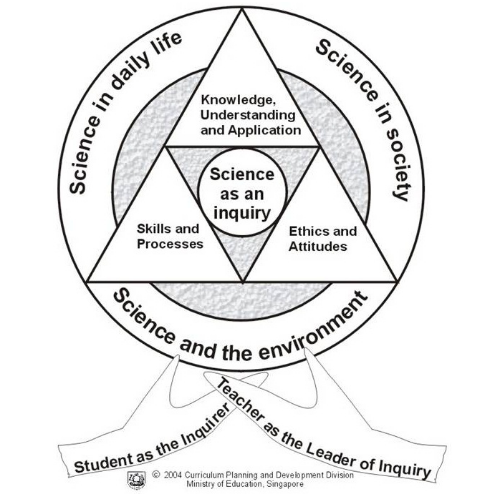 Science in daily life
Science in society
Knowledge,
Understanding
and Application
Science
as an
inquiry
Skills and
Processes
Ethics and
Attitudes
Science and the environment
Student as the Inquirer
Teacher as the Leader of Inquiry
© 2004 Curriculum Planning and Development Division
Ministry of Education, Singapore